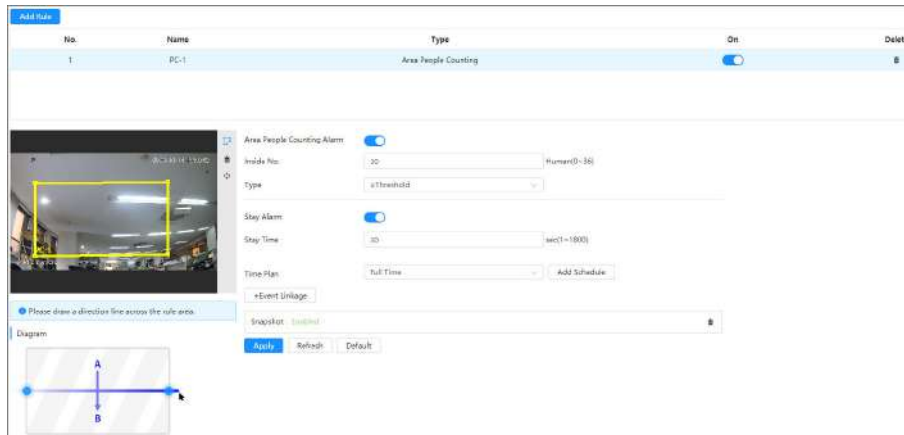 Add Rule
No. Name Type On Delet
1 PC-1 Area People Counting
Area People Counting Alarm
Inside No. Human(0~36)
Type ≥Threshold
Stay Alarm
Stay Time sec(1~1800)
Time Plan Full Time Add Schedule
+Event Linkage
Please draw a direction line across the rule area.
Snapshot Enabled
Diagram
Apply Refresh Default
A
B